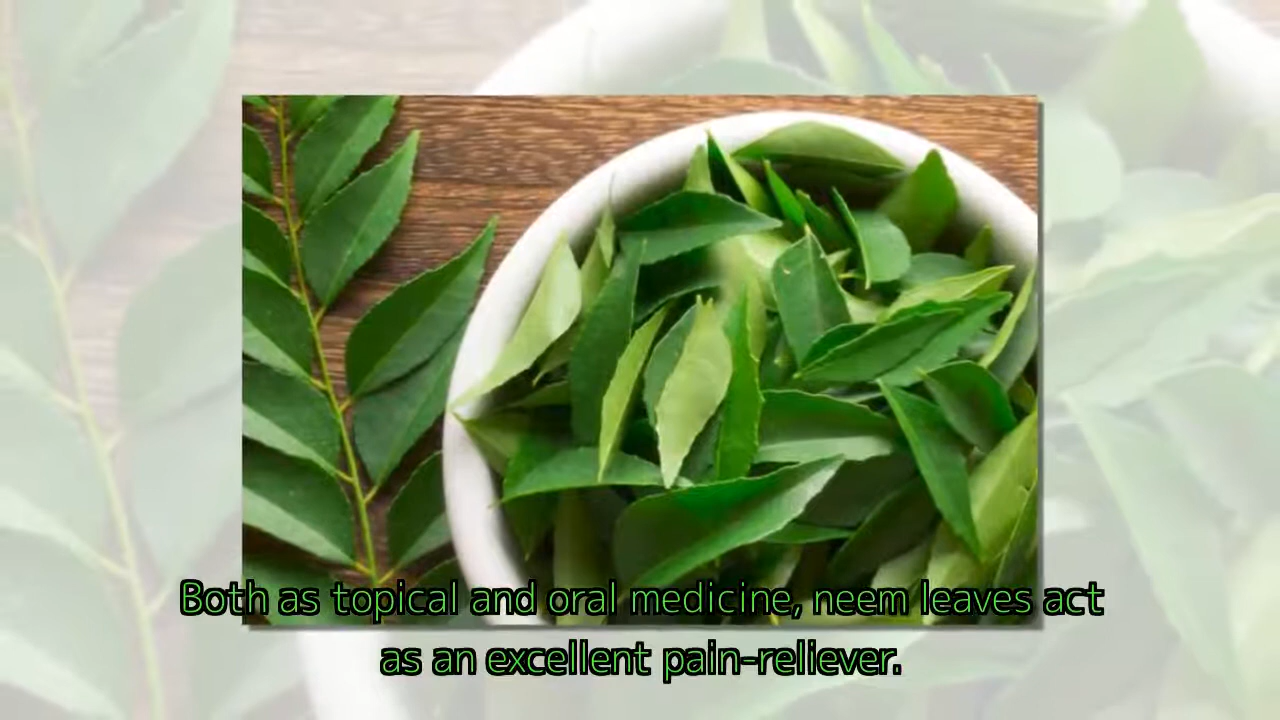 Both as topical and oral medicine, neem leaves act
as an excellent pain-reliever.